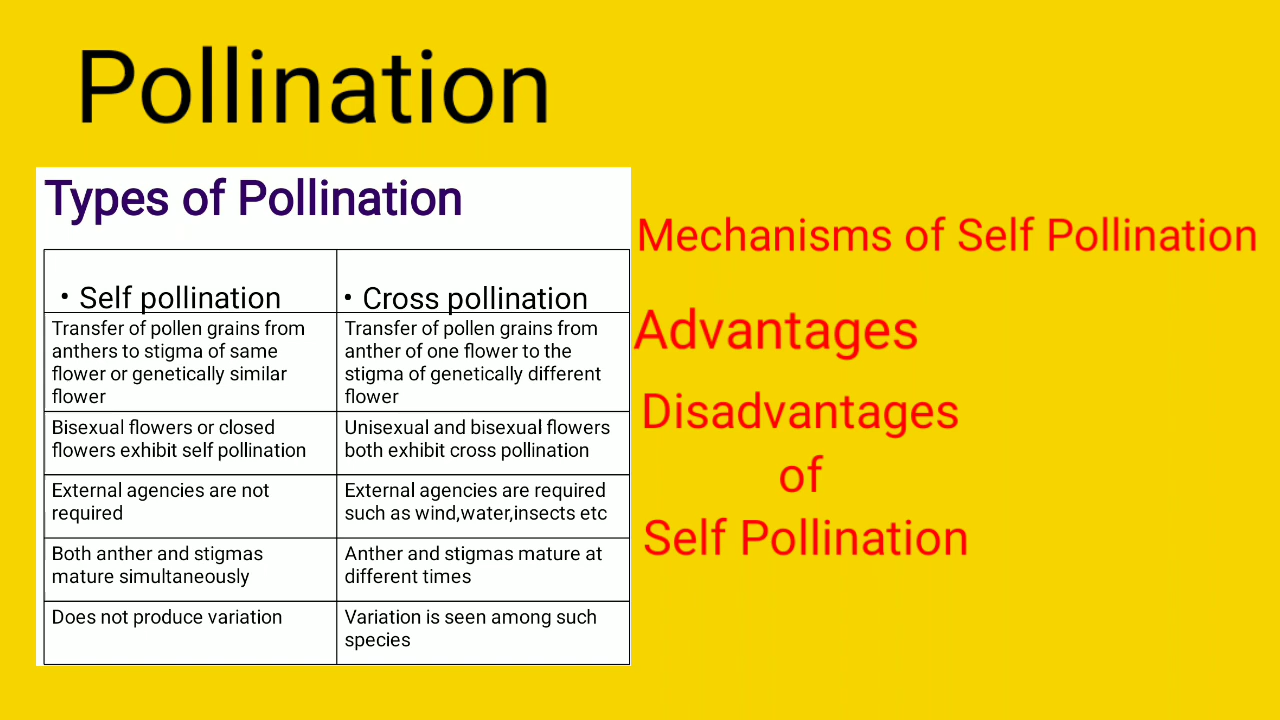 Pollination
Types of Pollination
• Self pollination
• Cross pollination
Transfer of pollen grains from
anthers to stigma of same
flower or genetically similar
flower
Transfer of pollen grains from
anther of one flower to the
stigma of genetically different
flower
Bisexual flowers or closed
flowers exhibit self pollination
Unisexual and bisexual flowers
both exhibit cross pollination
External agencies are not
required
External agencies are required
such as wind,water,insects etc
Both anther and stigmas
mature simultaneously
Anther and stigmas mature at
different times
Does not produce variation
Variation is seen among such
species
Mechanisms of Self Pollination
Advantages
Disadvantages
of
Self Pollination